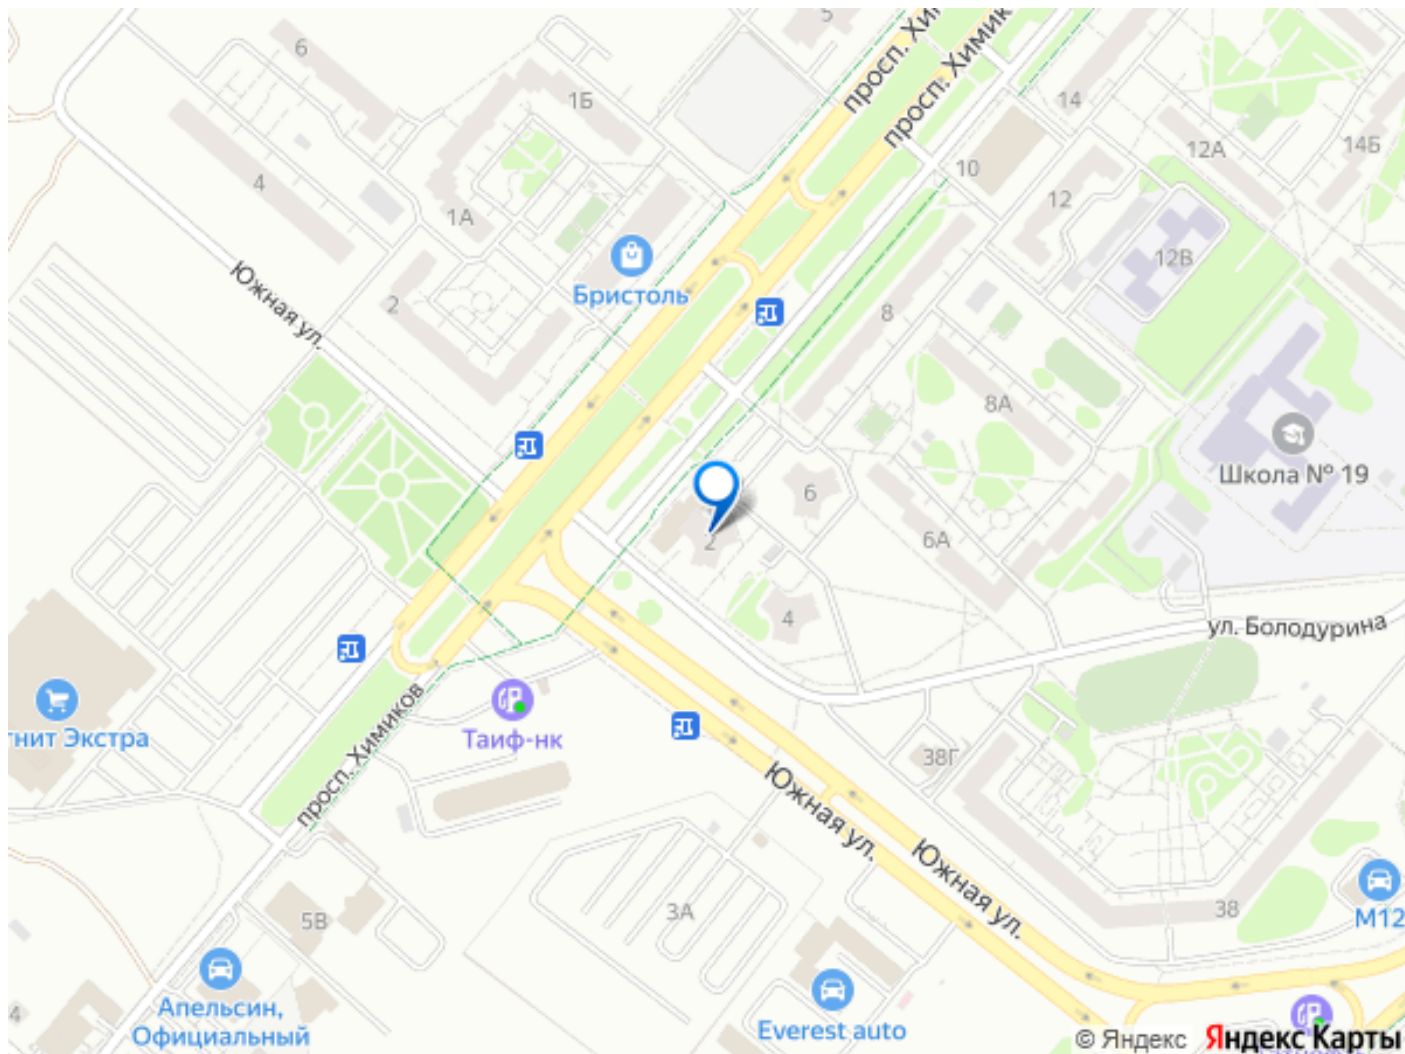 5
просп. Хи
просп. Химик
6
1Б
14
14Б
12А
10
4
12
1А
12В
Южная ул.
Бристоль
2
8
8А
Школа № 19
6
6А
2
4
ул. Болодурина
гнит Экстра
просп. Химиков
Таиф-нк
38Г
Южная ул.
Южная ул.
3А
38
5В
М12
Апельсин,
Официальный
4
Everest auto
© Яндекс Яндекс Карты